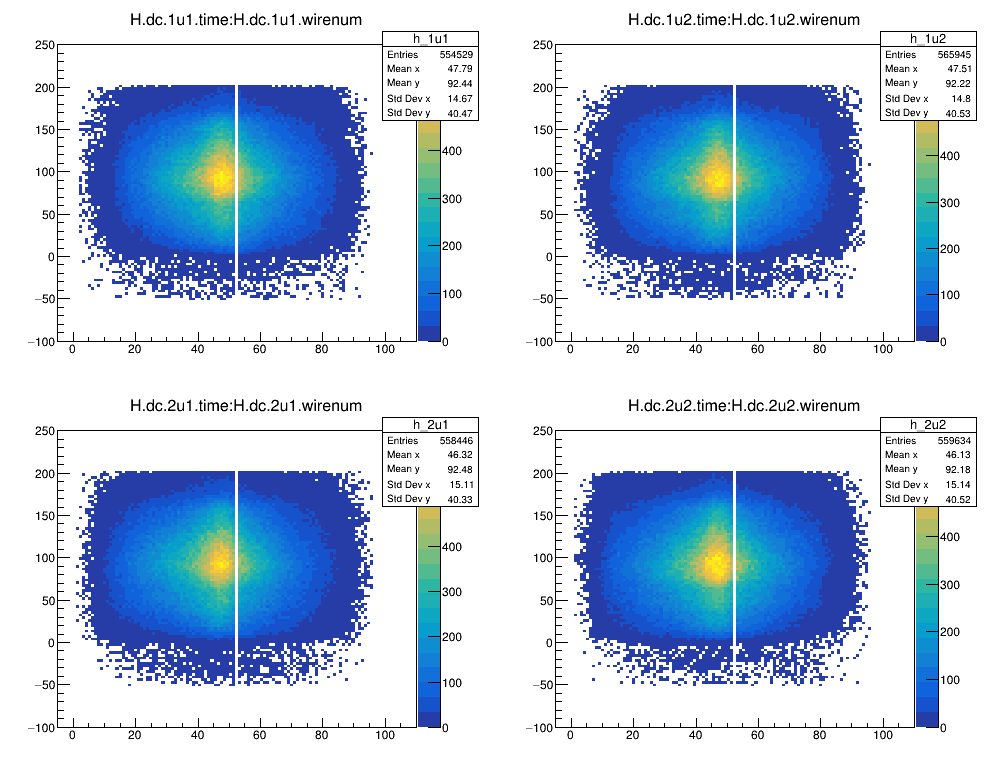 H.dc.1u1.time:H.dc.1u1.wirenum
h_1u1
Entries 554529
Mean x 47.79
Mean y 92.44
Std Dev x 14.67
Std Dev y 40.47
250
200
150
100
50
0
−50
−100
0 20 40 60 80 100
400
300
200
100
0
H.dc.1u2.time:H.dc.1u2.wirenum
h_1u2
Entries 565945
Mean x 47.51
Mean y 92.22
Std Dev x 14.8
Std Dev y 40.53
250
200
150
100
50
0
−50
−100
0 20 40 60 80 100
400
300
200
100
0
H.dc.2u1.time:H.dc.2u1.wirenum
h_2u1
Entries 558446
Mean x 46.32
Mean y 92.48
Std Dev x 15.11
Std Dev y 40.33
250
200
150
100
50
0
−50
−100
0 20 40 60 80 100
400
300
200
100
0
H.dc.2u2.time:H.dc.2u2.wirenum
h_2u2
Entries 559634
Mean x 46.13
Mean y 92.18
Std Dev x 15.14
Std Dev y 40.52
250
200
150
100
50
0
−50
−100
0 20 40 60 80 100
400
300
200
100
0